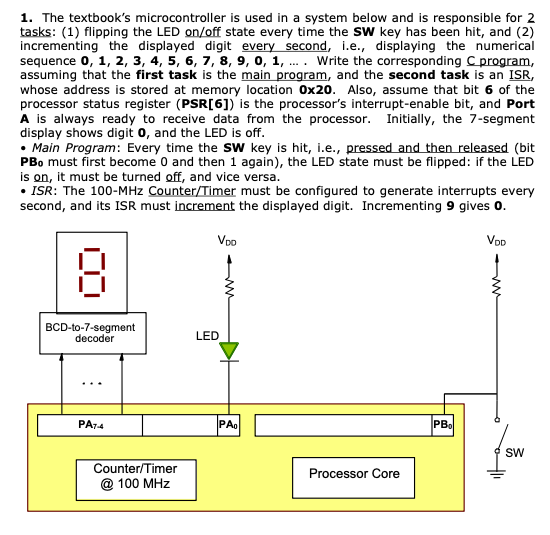 1. The textbook's microcontroller is used in a system below and is responsible for 2
tasks: (1) flipping the LED on/off state every time the SW key has been hit, and (2)
incrementing the displayed digit every second, i.e., displaying the numerical
sequence 0, 1, 2, 3, 4, 5, 6, 7, 8, 9, 0, 1, ... . Write the corresponding C program,
assuming that the first task is the main program, and the second task is an ISR,
whose address is stored at memory location 0x20. Also, assume that bit 6 of the
processor status register (PSR[6]) is the processor's interrupt-enable bit, and Port
A is always ready to receive data from the processor. Initially, the 7-segment
display shows digit 0, and the LED is off.
• Main Program: Every time the SW key is hit, i.e., pressed and then released (bit
PB0 must first become 0 and then 1 again), the LED state must be flipped: if the LED
is on, it must be turned off, and vice versa.
• ISR: The 100-MHz Counter/Timer must be configured to generate interrupts every
second, and its ISR must increment the displayed digit. Incrementing 9 gives 0.
VDD
VDD
BCD-to-7-segment
decoder
LED
...
PA7-4
PA0
PB0
SW
Counter/Timer
@ 100 MHz
Processor Core